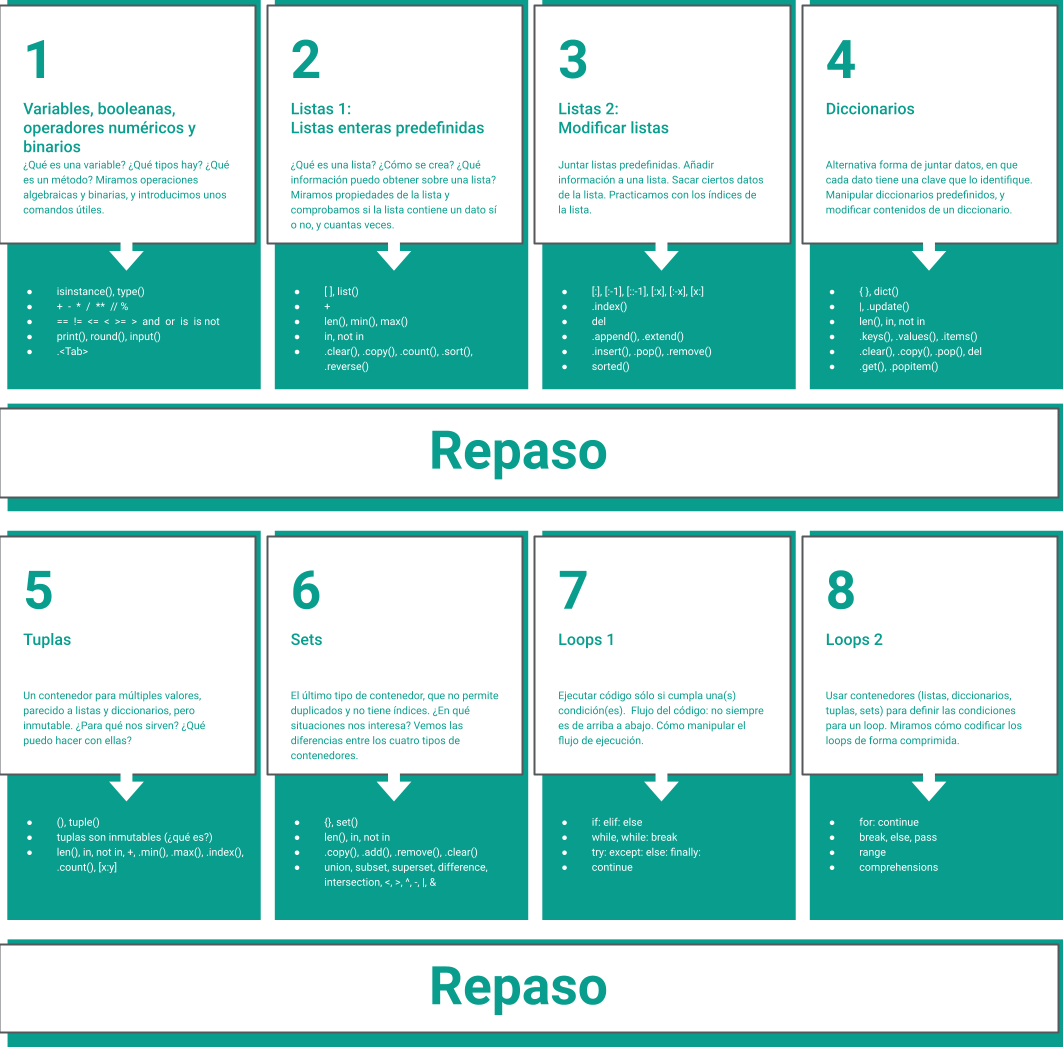 1
Variables, booleanas,
operadores numéricos y
binarios
¿Qué es una variable? ¿Qué tipos hay? ¿Qué
es un método? Miramos operaciones
algebraicas y binarias, y introducimos unos
comandos útiles.
isinstance(), type()
+ - * / ** // %
== != <= < >= > and or is is not
print(), round(), input()
.<Tab>
2
Listas 1:
Listas enteras predefinidas
¿Qué es una lista? ¿Cómo se crea? ¿Qué
información puedo obtener sobre una lista?
Miramos propiedades de la lista y
comprobamos si la lista contiene un dato sí
o no, y cuantas veces.
[ ], list()
+
len(), min(), max()
in, not in
.clear(), .copy(), .count(), .sort(),
.reverse()
3
Listas 2:
Modificar listas
Juntar listas predefinidas. Añadir
información a una lista. Sacar ciertos datos
de la lista. Practicamos con los índices de
la lista.
[:], [:-1], [::-1], [:x], [:-x], [x:]
.index()
del
.append(), .extend()
.insert(), .pop(), .remove()
sorted()
4
Diccionarios
Alternativa forma de juntar datos, en que
cada dato tiene una clave que lo identifique.
Manipular diccionarios predefinidos, y
modificar contenidos de un diccionario.
{ }, dict()
|, .update()
len(), in, not in
.keys(), .values(), .items()
.clear(), .copy(), .pop(), del
.get(), .popitem()
Repaso
5
Tuplas
Un contenedor para múltiples valores,
parecido a listas y diccionarios, pero
inmutable. ¿Para qué nos sirven? ¿Qué
puedo hacer con ellas?
(), tuple()
tuplas son inmutables (¿qué es?)
len(), in, not in, +, .min(), .max(), .index(),
.count(), [x:y]
6
Sets
El último tipo de contenedor, que no permite
duplicados y no tiene índices. ¿En qué
situaciones nos interesa? Vemos las
diferencias entre los cuatro tipos de
contenedores.
{}, set()
len(), in, not in
.copy(), .add(), .remove(), .clear()
union, subset, superset, difference,
intersection, <, >, ^, -, |, &
7
Loops 1
Ejecutar código sólo si cumpla una(s)
condición(es). Flujo del código: no siempre
es de arriba a abajo. Cómo manipular el
flujo de ejecución.
if: elif: else
while, while: break
try: except: else: finally:
continue
8
Loops 2
Usar contenedores (listas, diccionarios,
tuplas, sets) para definir las condiciones
para un loop. Miramos cómo codificar los
loops de forma comprimida.
for: continue
break, else, pass
range
comprehensions
Repaso